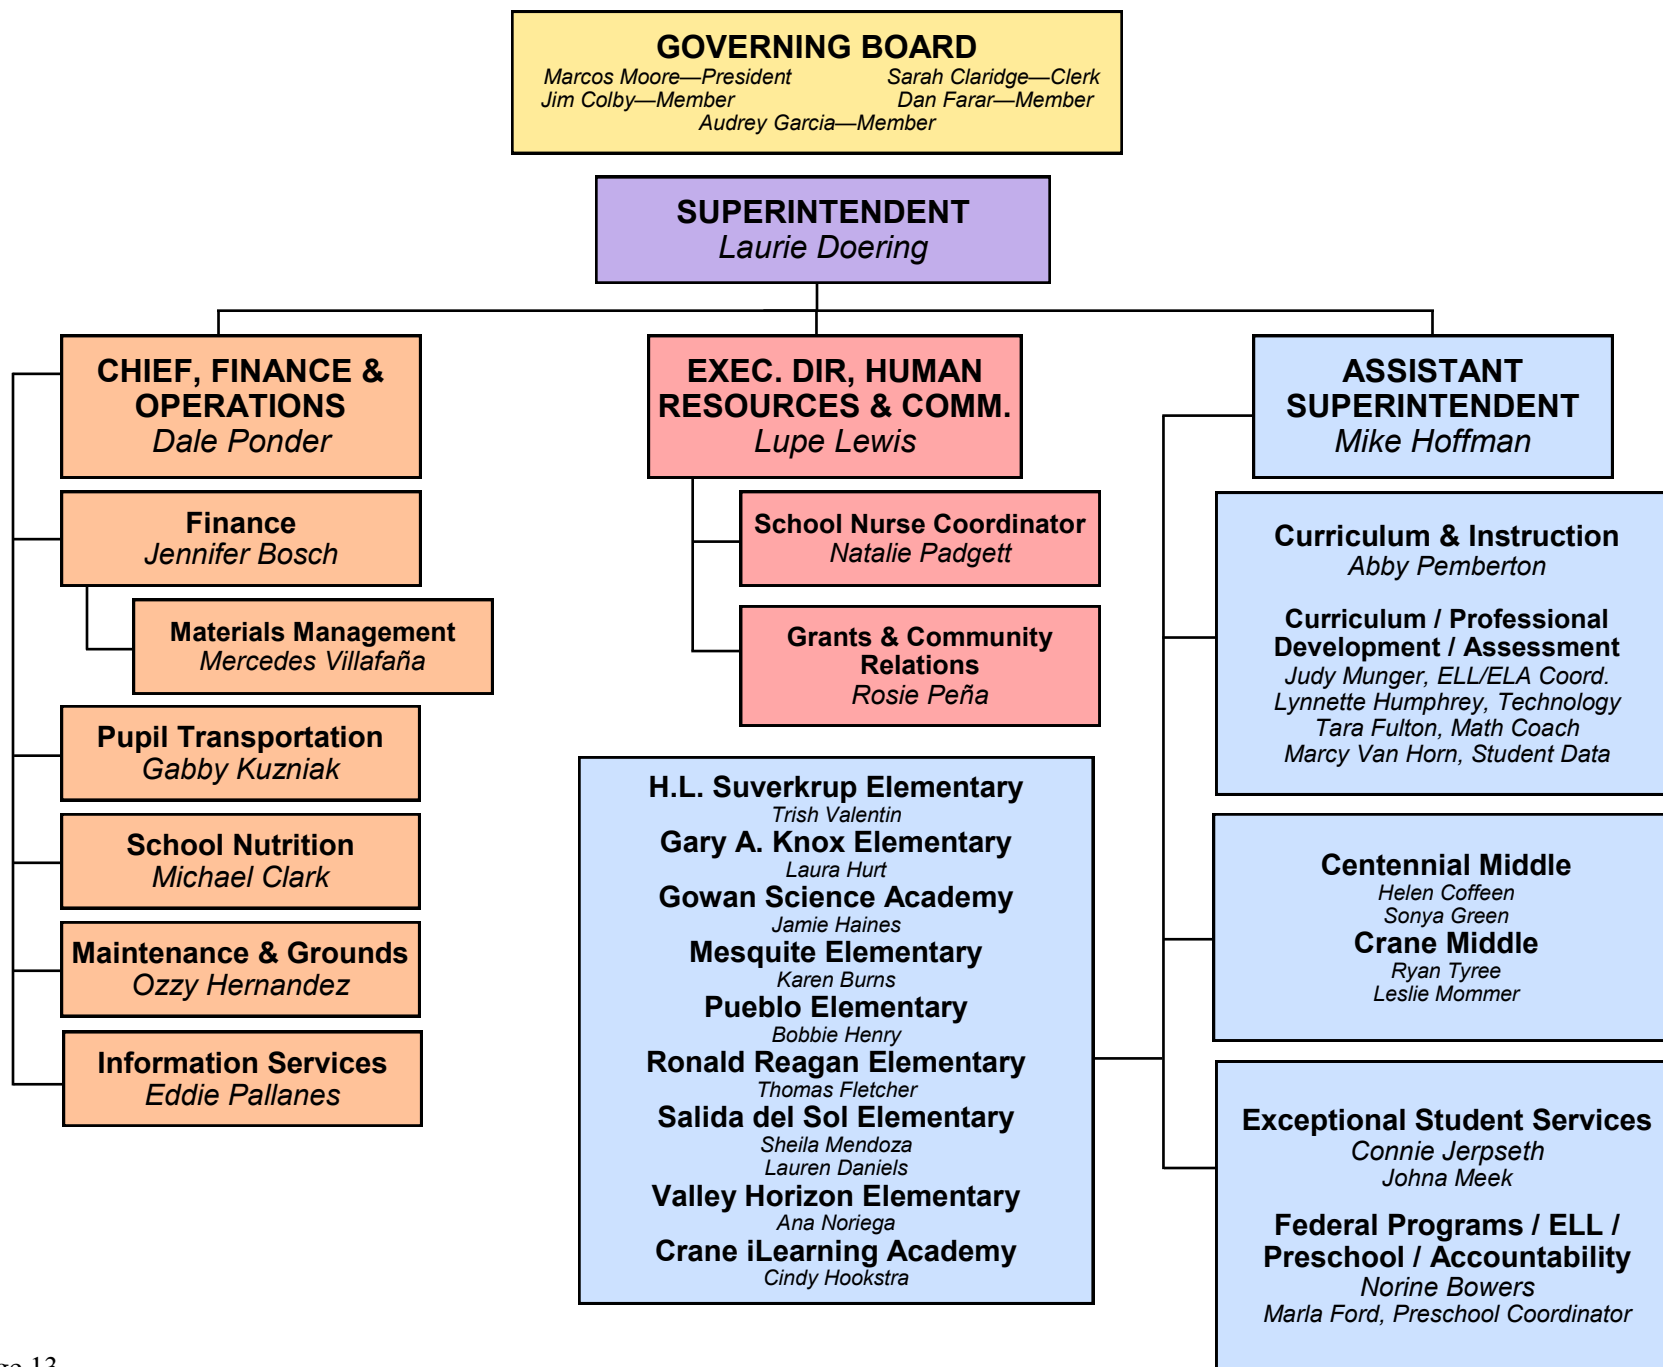 GOVERNING BOARD
Marcos Moore—President Sarah Claridge—Clerk
Jim Colby—Member Dan Farar—Member
Audrey Garcia—Member
SUPERINTENDENT
Laurie Doering
CHIEF, FINANCE &
OPERATIONS
Dale Ponder
Finance
Jennifer Bosch
Materials Management
Mercedes Villafaña
Pupil Transportation
Gabby Kuzniak
School Nutrition
Michael Clark
Maintenance & Grounds
Ozzy Hernandez
Information Services
Eddie Pallanes
EXEC. DIR, HUMAN
RESOURCES & COMM.
Lupe Lewis
School Nurse Coordinator
Natalie Padgett
Grants & Community
Relations
Rosie Peña
H.L. Suverkrup Elementary
Trish Valentin
Gary A. Knox Elementary
Laura Hurt
Gowan Science Academy
Jamie Haines
Mesquite Elementary
Karen Burns
Pueblo Elementary
Bobbie Henry
Ronald Reagan Elementary
Thomas Fletcher
Salida del Sol Elementary
Sheila Mendoza
Lauren Daniels
Valley Horizon Elementary
Ana Noriega
Crane iLearning Academy
Cindy Hookstra
ASSISTANT
SUPERINTENDENT
Mike Hoffman
Curriculum & Instruction
Abby Pemberton
Curriculum / Professional
Development / Assessment
Judy Munger, ELL/ELA Coord.
Lynnette Humphrey, Technology
Tara Fulton, Math Coach
Marcy Van Horn, Student Data
Centennial Middle
Helen Coffeen
Sonya Green
Crane Middle
Ryan Tyree
Leslie Mommer
Exceptional Student Services
Connie Jerpseth
Johna Meek
Federal Programs / ELL /
Preschool / Accountability
Norine Bowers
Marla Ford, Preschool Coordinator